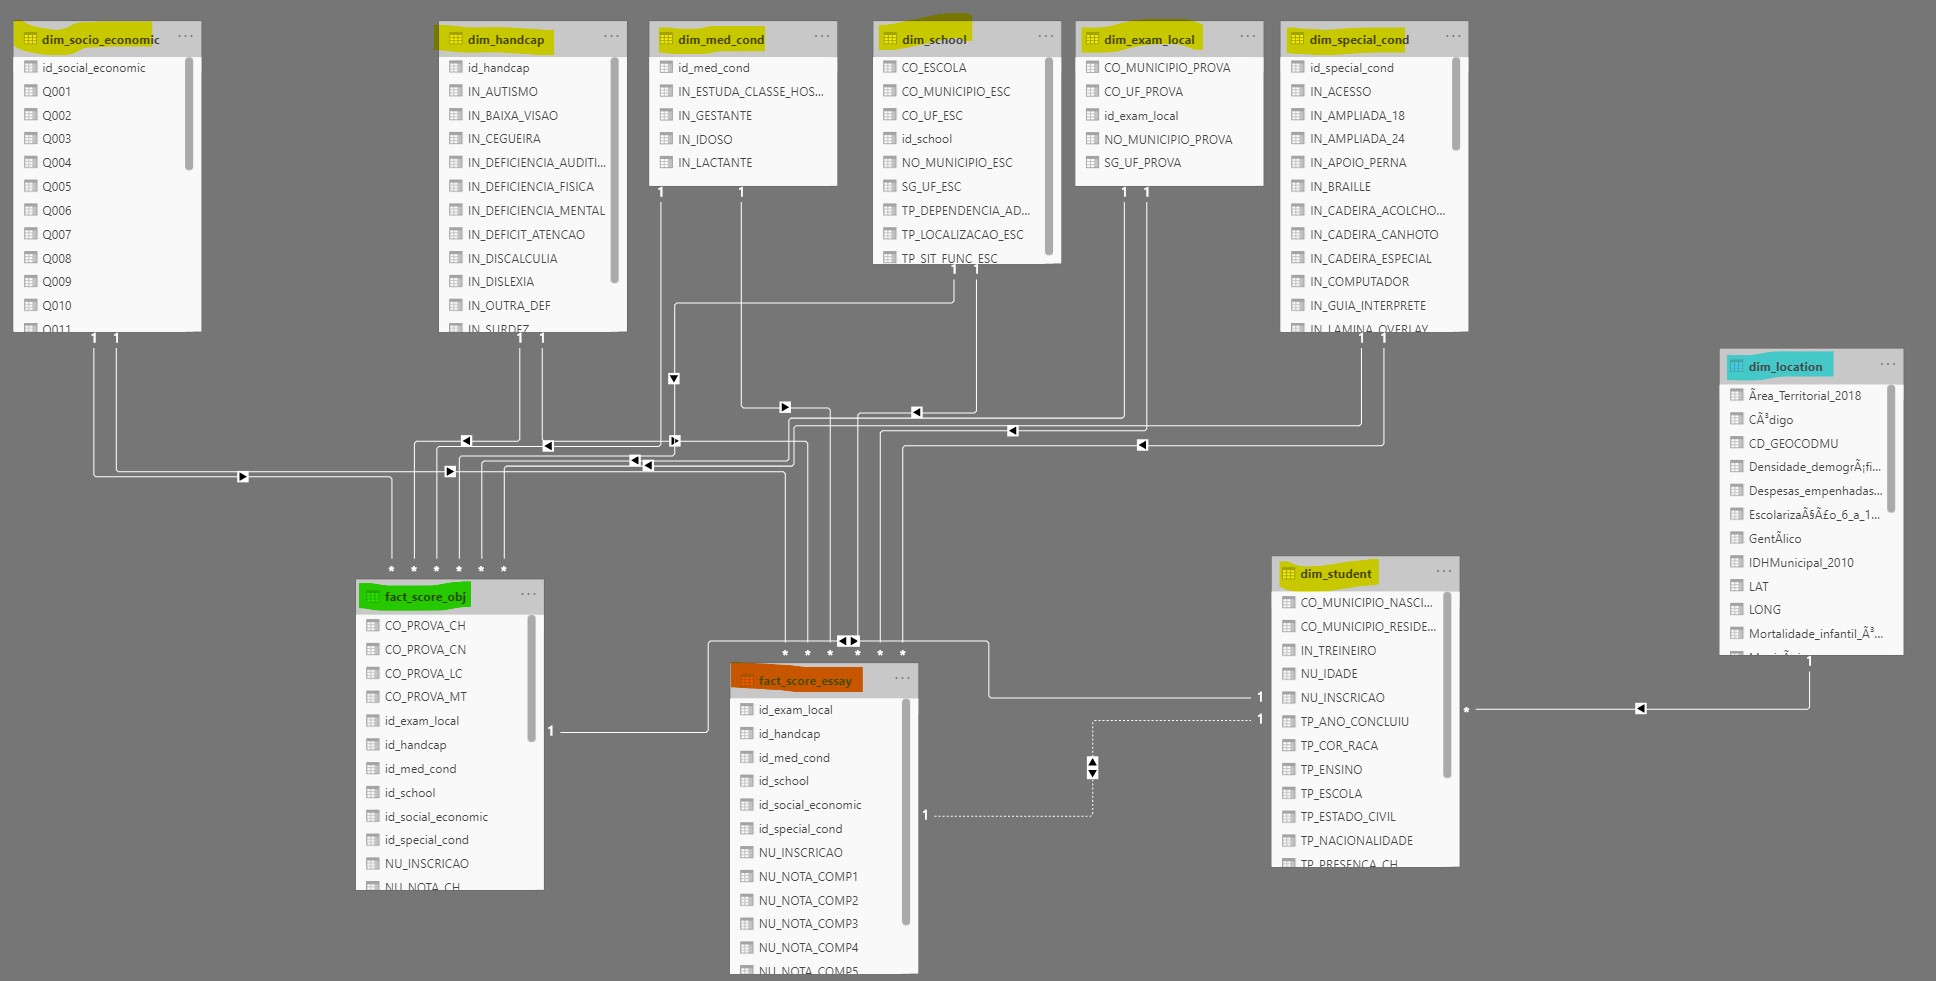 dim_socio_economic
id_social_economic
Q001
Q002
Q003
Q004
Q005
Q006
Q007
Q008
Q009
Q010
Q011
dim_handcap
id_handcap
IN_AUTISMO
IN_BAIXA_VISAO
IN_CEGUEIRA
IN_DEFICIENCIA_AUDITI...
IN_DEFICIENCIA_FISICA
IN_DEFICIENCIA_MENTAL
IN_DEFICIT_ATENCAO
IN_DISCALCULIA
IN_DISLEXIA
IN_OUTRA_DEF
IN_SURDEZ
dim_med_cond
id_med_cond
IN_ESTUDA_CLASSE_HOS...
IN_GESTANTE
IN_IDOSO
IN_LACTANTE
dim_school
CO_ESCOLA
CO_MUNICIPIO_ESC
CO_UF_ESC
id_school
NO_MUNICIPIO_ESC
SG_UF_ESC
TP_DEPENDENCIA_AD...
TP_LOCALIZACAO_ESC
TP_SIT_FUNC_ESC
dim_exam_local
CO_MUNICIPIO_PROVA
CO_UF_PROVA
id_exam_local
NO_MUNICIPIO_PROVA
SG_UF_PROVA
dim_special_cond
id_special_cond
IN_ACESSO
IN_AMPLIADA_18
IN_AMPLIADA_24
IN_APOIO_PERNA
IN_BRAILLE
IN_CADEIRA_ACOLCHO...
IN_CADEIRA_CANHOTO
IN_CADEIRA_ESPECIAL
IN_COMPUTADOR
IN_GUIA_INTERPRETE
IN_LAMINA_OVERLAY
1 1
1 1
1 1
1 1
1 1
1 1
dim_location
Ãrea_Territorial_2018
CÃ³digo
CD_GEOCODMU
Densidade_demogrÃ¡fi...
Despesas_empenhadas...
EscolarizaÃ§Ã£o_6_a_1...
GentÃlico
IDHMunicipal_2010
LAT
LONG
Mortalidade_infantil_Ã³...
1
* * * * * *
fact_score_obj
CO_PROVA_CH
CO_PROVA_CN
CO_PROVA_LC
CO_PROVA_MT
id_exam_local
id_handcap
id_med_cond
id_school
id_social_economic
id_special_cond
NU_INSCRICAO
NU_NOTA_CH
1
* * * * * *
fact_score_essay
id_exam_local
id_handcap
id_med_cond
id_school
id_social_economic
id_special_cond
NU_INSCRICAO
NU_NOTA_COMP1
NU_NOTA_COMP2
NU_NOTA_COMP3
NU_NOTA_COMP4
NU_NOTA_COMP5
1
1
1
dim_student
CO_MUNICIPIO_NASCI...
CO_MUNICIPIO_RESIDE...
IN_TREINEIRO
NU_IDADE
NU_INSCRICAO
TP_ANO_CONCLUIU
TP_COR_RACA
TP_ENSINO
TP_ESCOLA
TP_ESTADO_CIVIL
TP_NACIONALIDADE
TP_PRESENCA_CH
*